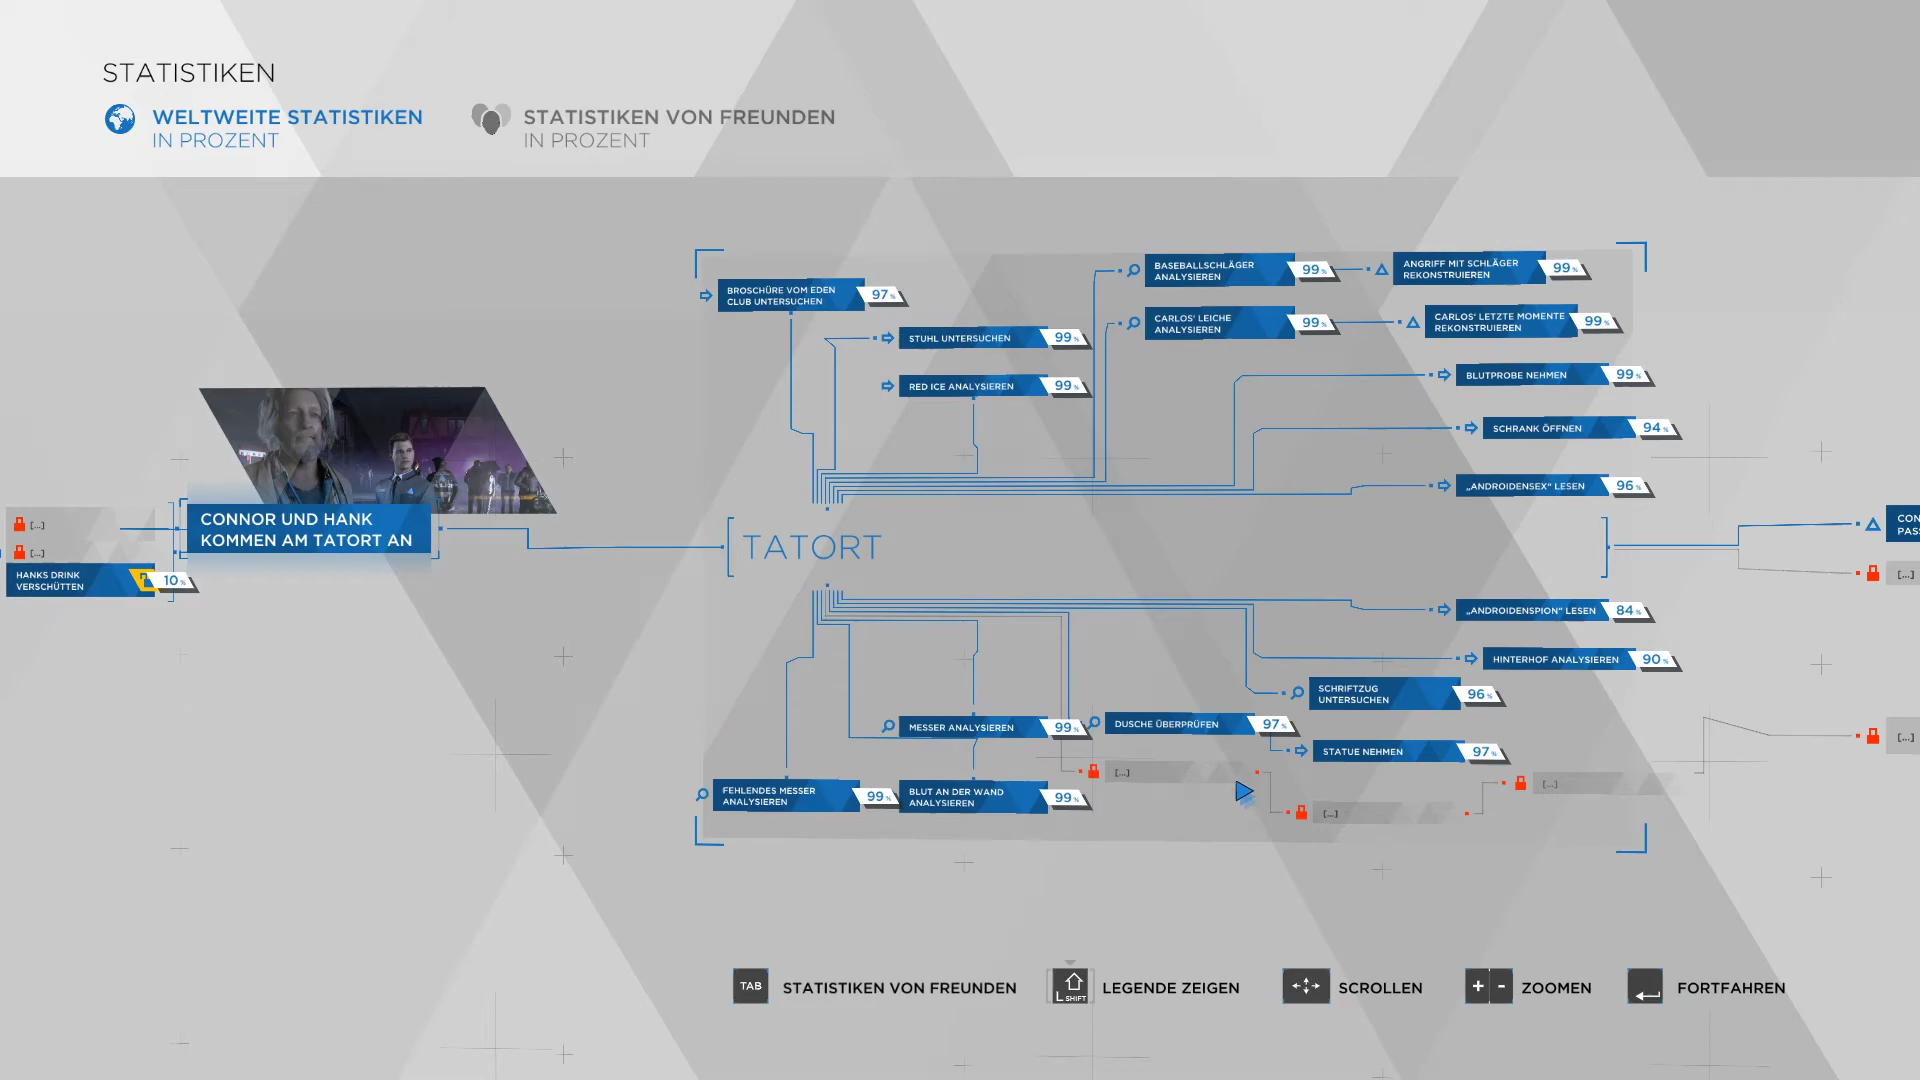 STATISTIKEN
WELTWEITE STATISTIKEN
IN PROZENT
STATISTIKEN VON FREUNDEN
IN PROZENT
BROSCHÜRE VOM EDEN
CLUB UNTERSUCHEN
97%
STUHL UNTERSUCHEN
99%
RED ICE ANALYSIEREN
99%
BASEBALLSCHLÄGER
ANALYSIEREN
99%
ANGRIFF MIT SCHLÄGER
REKONSTRUIEREN
99%
CARLOS' LEICHE
ANALYSIEREN
99%
CARLOS' LETZTE MOMENTE
REKONSTRUIEREN
99%
BLUTPROBE NEHMEN
99%
SCHRANK ÖFFNEN
94%
„ANDROIDENSEX“ LESEN
96%
[...]
[...]
HANKS DRINK
VERSCHÜTTEN
10%
CONNOR UND HANK
KOMMEN AM TATORT AN
TATORT
CON
PAS
[...]
„ANDROIDENSPION“ LESEN
84%
HINTERHOF ANALYSIEREN
90%
SCHRIFTZUG
UNTERSUCHEN
96%
MESSER ANALYSIEREN
99%
DUSCHE ÜBERPRÜFEN
97%
STATUE NEHMEN
97%
[...]
[...]
[...]
[...]
FEHLENDES MESSER
ANALYSIEREN
99%
BLUT AN DER WAND
ANALYSIEREN
99%
TAB
STATISTIKEN VON FREUNDEN
L SHIFT
LEGENDE ZEIGEN
SCROLLEN
+ -
ZOOMEN
FORTFAHREN